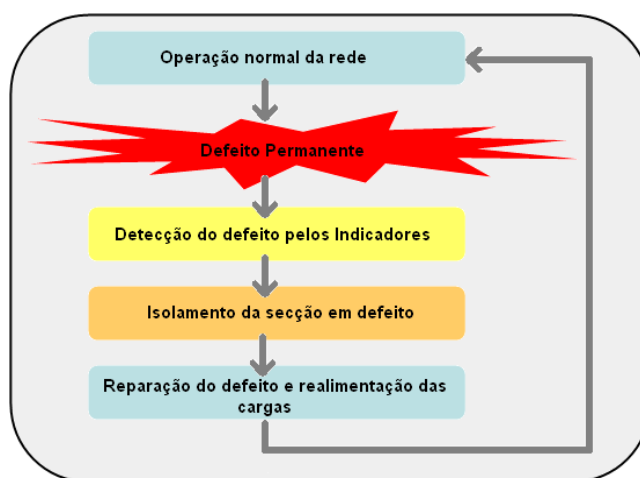 Operação normal da rede
Defeito Permanente
Detecção do defeito pelos Indicadores
Isolamento da secção em defeito
Reparação do defeito e realimentação das
cargas